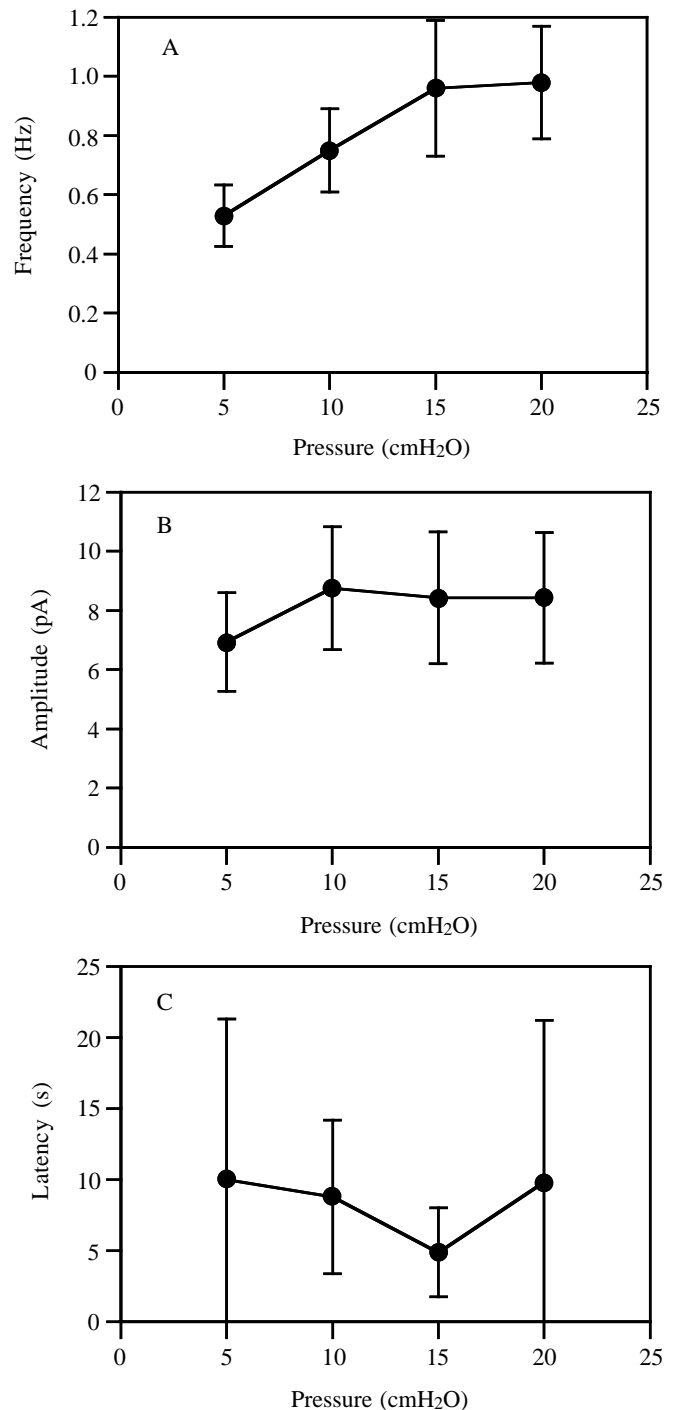 A
Frequency (Hz)
1.2
1.0
0.8
0.6
0.4
0.2
0
0 5 10 15 20 25
Pressure (cmH2O)
B
Amplitude (pA)
12
10
8
6
4
2
0
0 5 10 15 20 25
Pressure (cmH2O)
C
Latency (s)
25
20
15
10
5
0
0 5 10 15 20 25
Pressure (cmH2O)